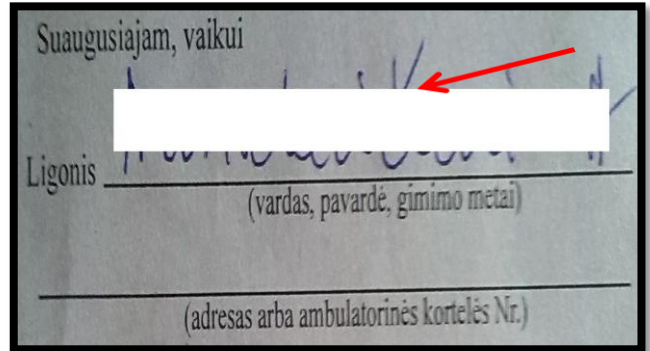 Suaugusiajam, vaikui
Ligonis
(vardas, pavardė, gimimo metai)
(adresas arba ambulatorinės kortelės Nr.)